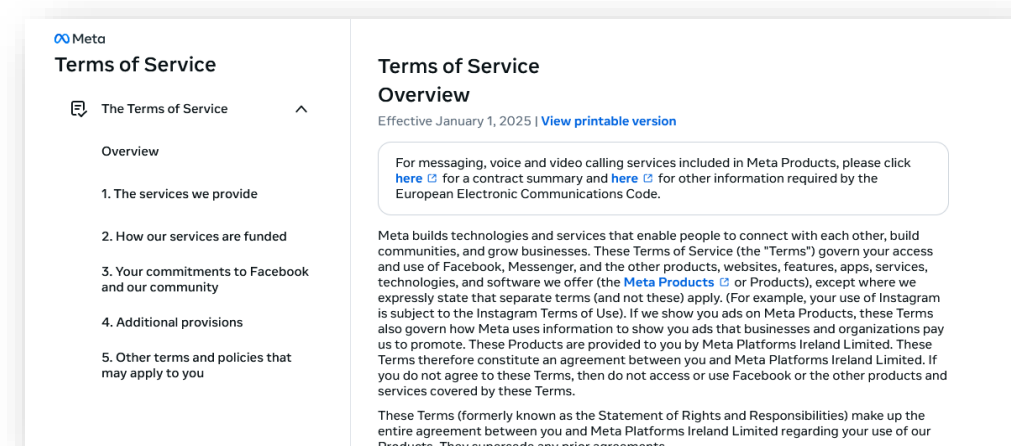 Meta
Terms of Service
The Terms of Service
Overview
1. The services we provide
2. How our services are funded
3. Your commitments to Facebook
and our community
4. Additional provisions
5. Other terms and policies that
may apply to you
Terms of Service
Overview
Effective January 1, 2025 | View printable version
For messaging, voice and video calling services included in Meta Products, please click
here for a contract summary and here for other information required by the
European Electronic Communications Code.
Meta builds technologies and services that enable people to connect with each other, build
communities, and grow businesses. These Terms of Service (the "Terms") govern your access
and use of Facebook, Messenger, and the other products, websites, features, apps, services,
technologies, and software we offer (the Meta Products or Products), except where we
expressly state that separate terms (and not these) apply. (For example, your use of Instagram
is subject to the Instagram Terms of Use). If we show you ads on Meta Products, these Terms
also govern how Meta uses information to show you ads that businesses and organizations pay
us to promote. These Products are provided to you by Meta Platforms Ireland Limited. These
Terms therefore constitute an agreement between you and Meta Platforms Ireland Limited. If
you do not agree to these Terms, then do not access or use Facebook or the other products and
services covered by these Terms.
These Terms (formerly known as the Statement of Rights and Responsibilities) make up the
entire agreement between you and Meta Platforms Ireland Limited regarding your use of our
Products. They supersede any prior agreements.